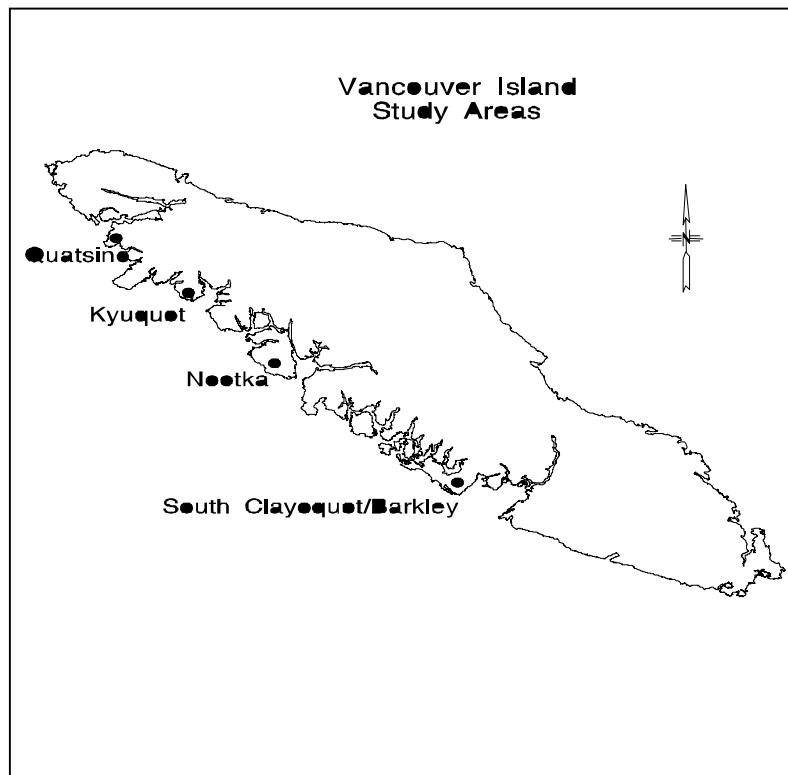 Vancouver Island
Study Areas
N
Quatsino
Kyuquot
Nootka
South Clayoquot/Barkley